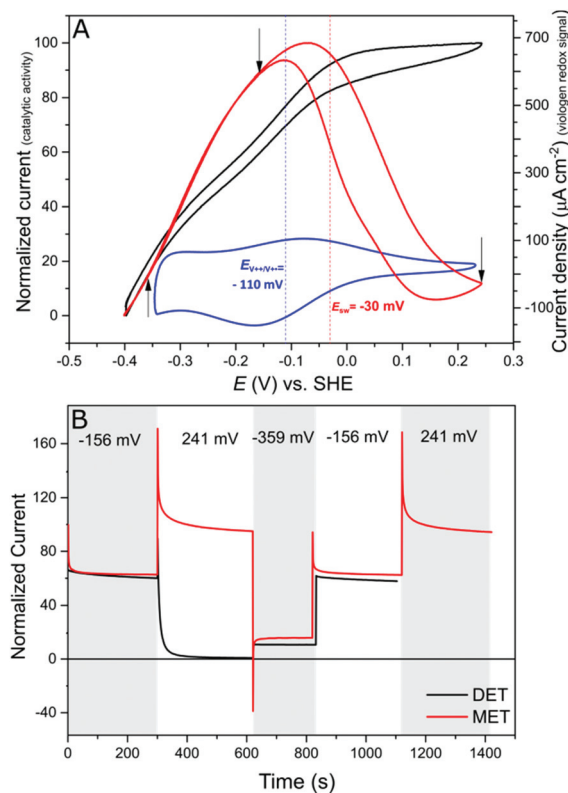 A
Normalized current (catalytic activity)
100
80
60
40
20
0
E V++/V+•=
- 110 mV
E sw= -30 mV
700
500
300
100
-100
Current density (µA cm-2) (viologen redox signal)
-0.5 -0.4 -0.3 -0.2 -0.1 0.0 0.1 0.2 0.3
E (V) vs. SHE
B
Normalized Current
160
120
80
40
0
-40
-156 mV 241 mV -359 mV -156 mV 241 mV
DET
MET
0 200 400 600 800 1000 1200 1400
Time (s)